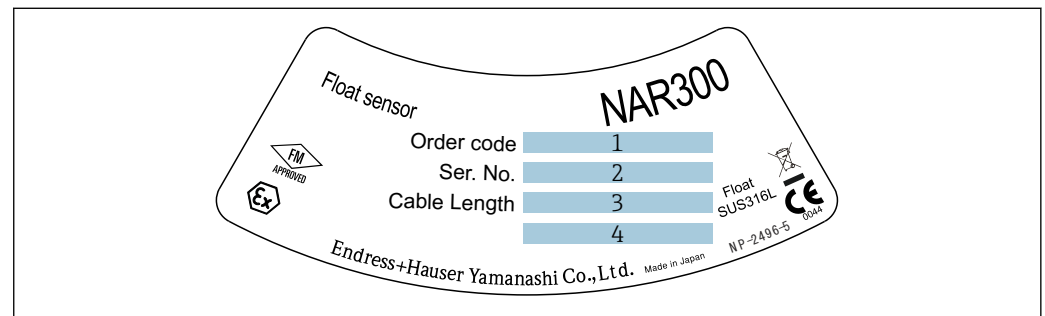 Float sensor
NAR300
Order code 1
Ser. No. 2
Cable Length 3
4
FM
APPROVED
Ex
Float
SUS316L
CE
0044
NP-2496-5
Endress+Hauser Yamanashi Co.,Ltd. Made in Japan